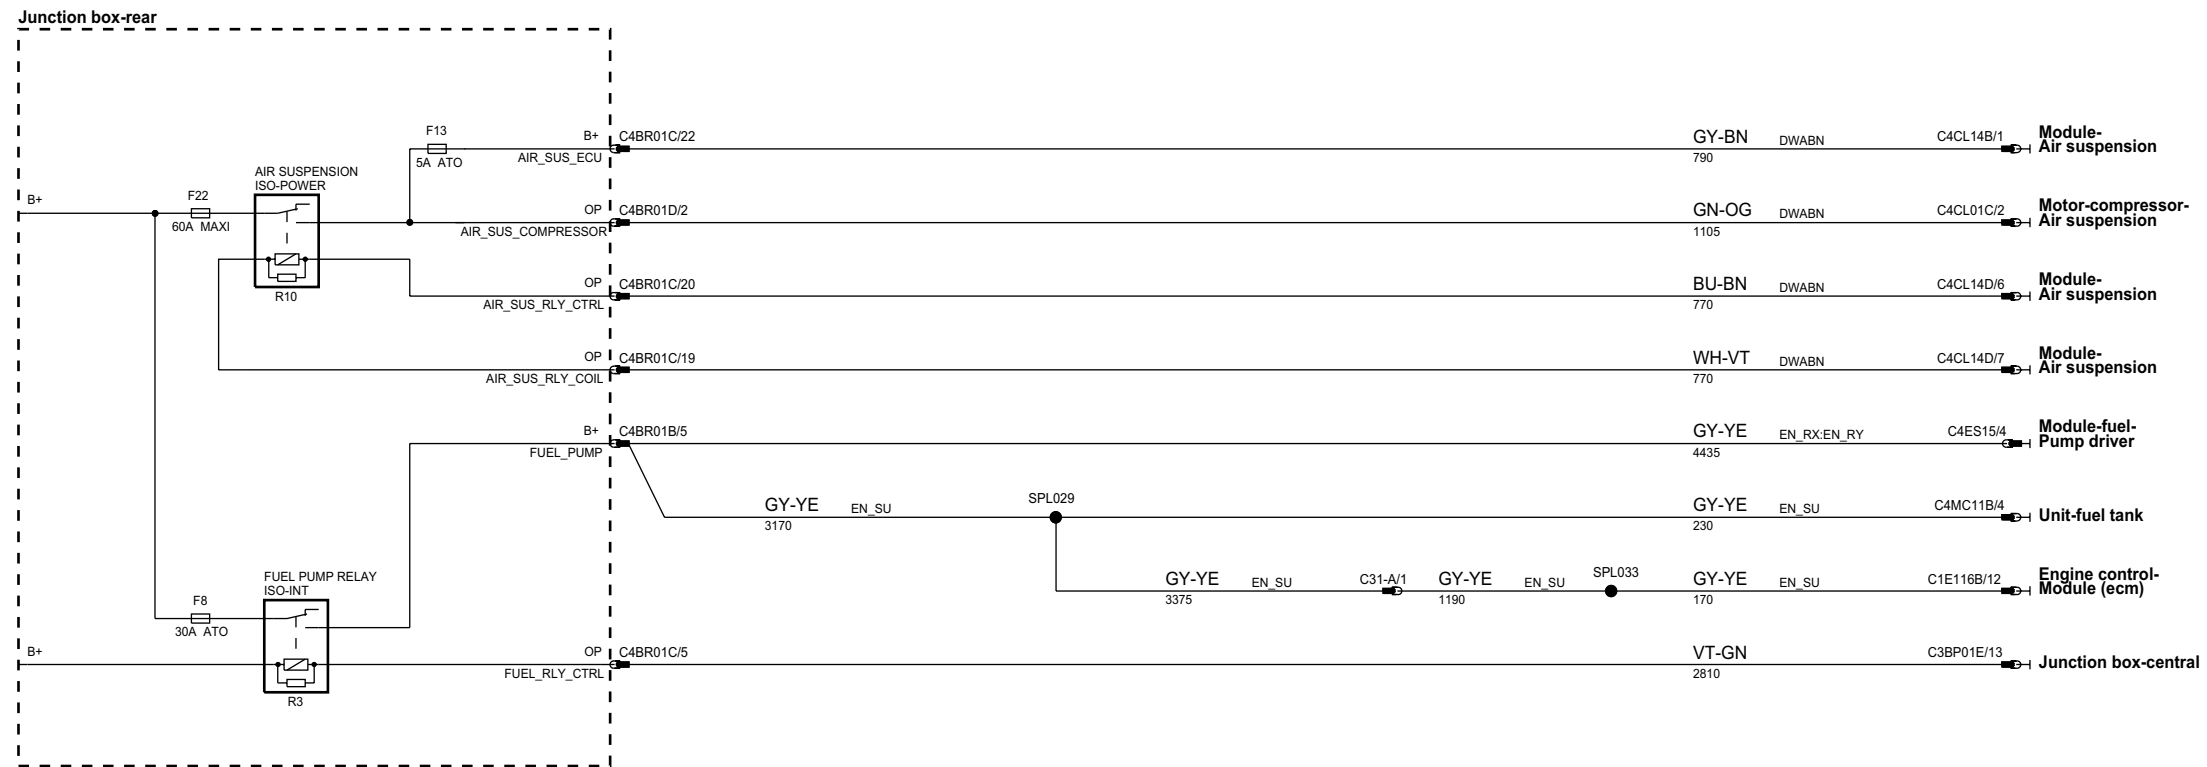 Junction box-rear
F13
5A ATO
B+
AIR_SUS_ECU
C4BR01C/22
GY-BN
790
DWABN
C4CL14B/1
Module-
Air suspension
AIR SUSPENSION
ISO-POWER
B+
F22
60A MAXI
R10
OP
AIR_SUS_COMPRESSOR
C4BR01D/2
GN-OG
1105
DWABN
C4CL01C/2
Motor-compressor-
Air suspension
OP
AIR_SUS_RLY_CTRL
C4BR01C/20
BU-BN
770
DWABN
C4CL14D/6
Module-
Air suspension
OP
AIR_SUS_RLY_COIL
C4BR01C/19
WH-VT
770
DWABN
C4CL14D/7
Module-
Air suspension
B+
FUEL_PUMP
C4BR01B/5
GY-YE
4435
EN_RX:EN_RY
C4ES15/4
Module-fuel-
Pump driver
GY-YE
3170
EN_SU
SPL029
GY-YE
230
EN_SU
C4MC11B/4
Unit-fuel tank
FUEL PUMP RELAY
ISO-INT
F8
30A ATO
R3
GY-YE
3375
EN_SU
C31-A/1
GY-YE
1190
EN_SU
SPL033
GY-YE
170
EN_SU
C1E116B/12
Engine control-
Module (ecm)
B+
OP
FUEL_RLY_CTRL
C4BR01C/5
VT-GN
2810
C3BP01E/13
Junction box-central